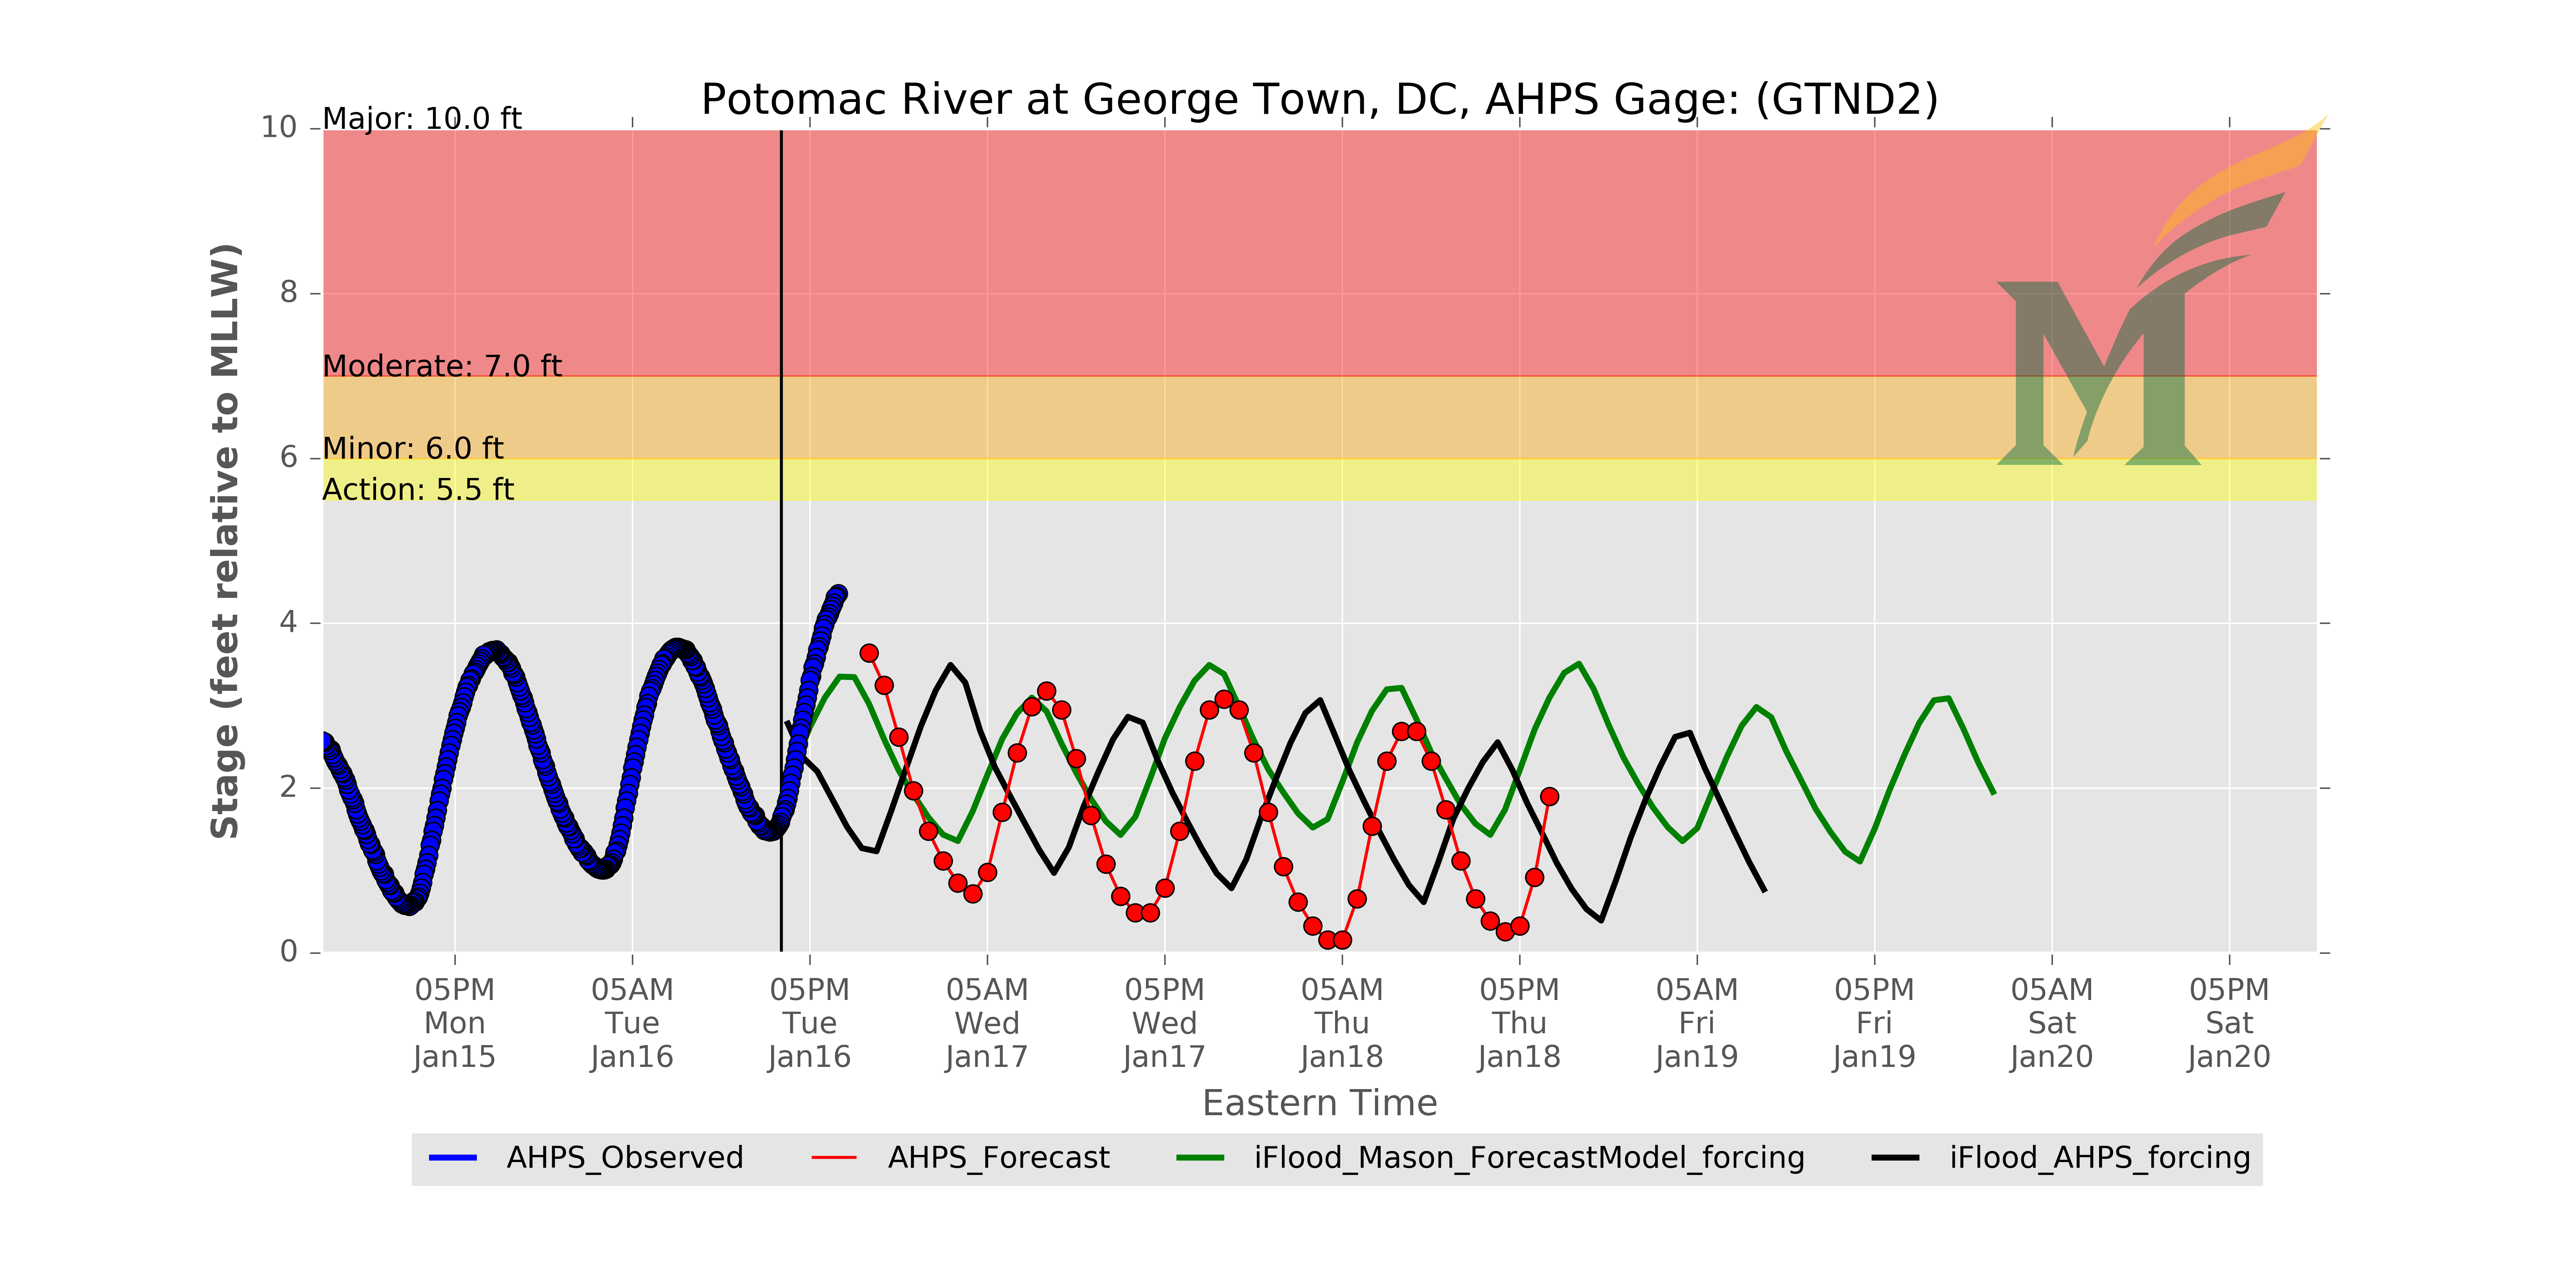 Potomac River at George Town, DC, AHPS Gage: (GTND2)
Major: 10.0 ft
Moderate: 7.0 ft
Minor: 6.0 ft
Action: 5.5 ft
10
8
6
4
2
0
Stage (feet relative to MLLW)
05PM 05AM 05PM 05AM 05PM 05AM 05PM 05AM 05PM 05AM 05PM
Mon Tue Tue Wed Wed Thu Thu Fri Fri Sat Sat
Jan15 Jan16 Jan16 Jan17 Jan17 Jan18 Jan18 Jan19 Jan19 Jan20 Jan20
Eastern Time
AHPS_Observed AHPS_Forecast iFlood_Mason_ForecastModel_forcing iFlood_AHPS_forcing
M